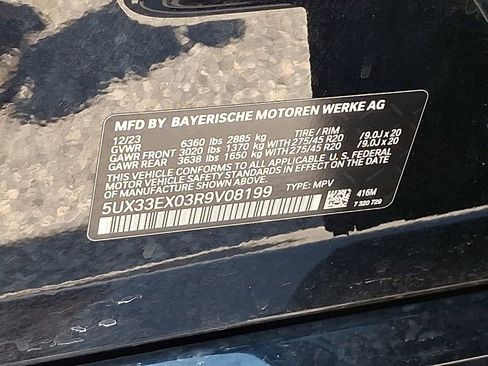 MFD BY BAYERISCHE MOTOREN WERKE AG
12/23 TIRE / RIM
GVWR 6360 lbs 2885 kg
GAWR FRONT 3020 lbs 1370 kg WITH 275/45 R20 /9.0J x 20
GAWR REAR 3638 lbs 1650 kg WITH 275/45 R20 /9.0J x 20
THIS VEHICLE CONFORMS TO ALL APPLICABLE U.S. FEDERAL
MOTOR VEHICLE SAFETY STANDARDS IN EFFECT ON THE DATE
OF MANUFACTURE SHOWN ABOVE.
5UX33EX03R9V08199 TYPE: MPV
416M
7 320 729